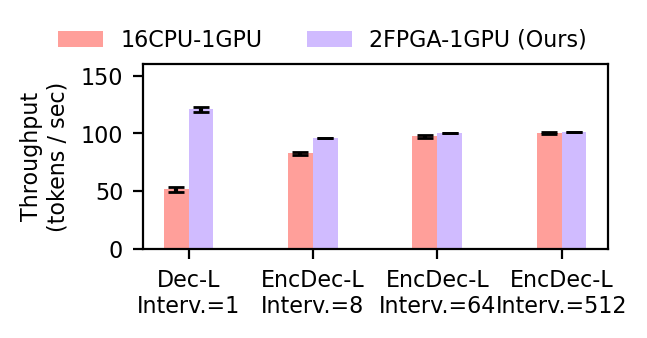 16CPU-1GPU 2FPGA-1GPU (Ours)
Throughput
(tokens / sec)
150
100
50
0
Dec-L EncDec-L EncDec-L EncDec-L
Interv.=1 Interv.=8 Interv.=64 Interv.=512